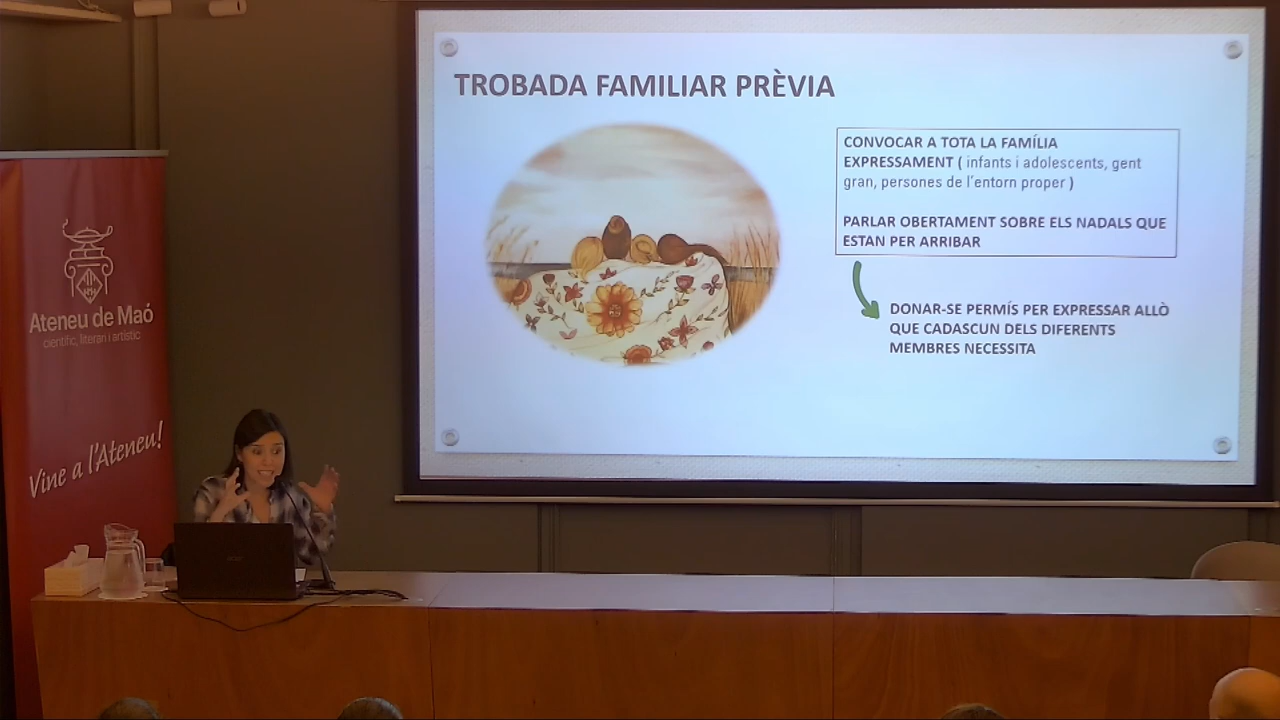 TROBADA FAMILIAR PRÈVIA
CONVOCAR A TOTA LA FAMÍLIA
EXPRESSAMENT ( infants i adolescents, gent
gran, persones de l'entorn proper )
PARLAR OBERTAMENT SOBRE ELS NADALS QUE
ESTAN PER ARRIBAR
DONAR-SE PERMÍS PER EXPRESSAR ALLÒ
QUE CADASCUN DELS DIFERENTS
MEMBRES NECESSITA
Ateneu de Maó
científic, literari i artístic
Vine a l'Ateneu!
acer